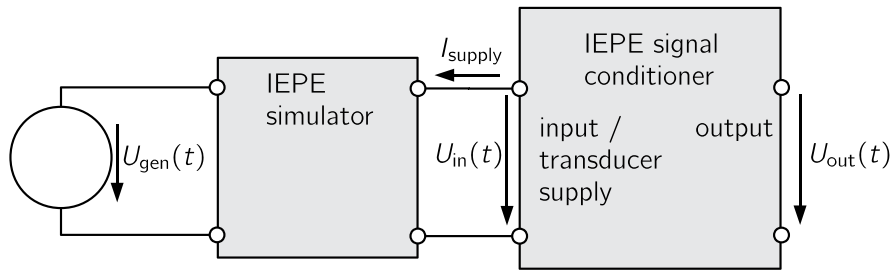 IEPE
simulator
I_supply
IEPE signal
conditioner
input / output
transducer
supply
U_gen(t)
U_in(t)
U_out(t)